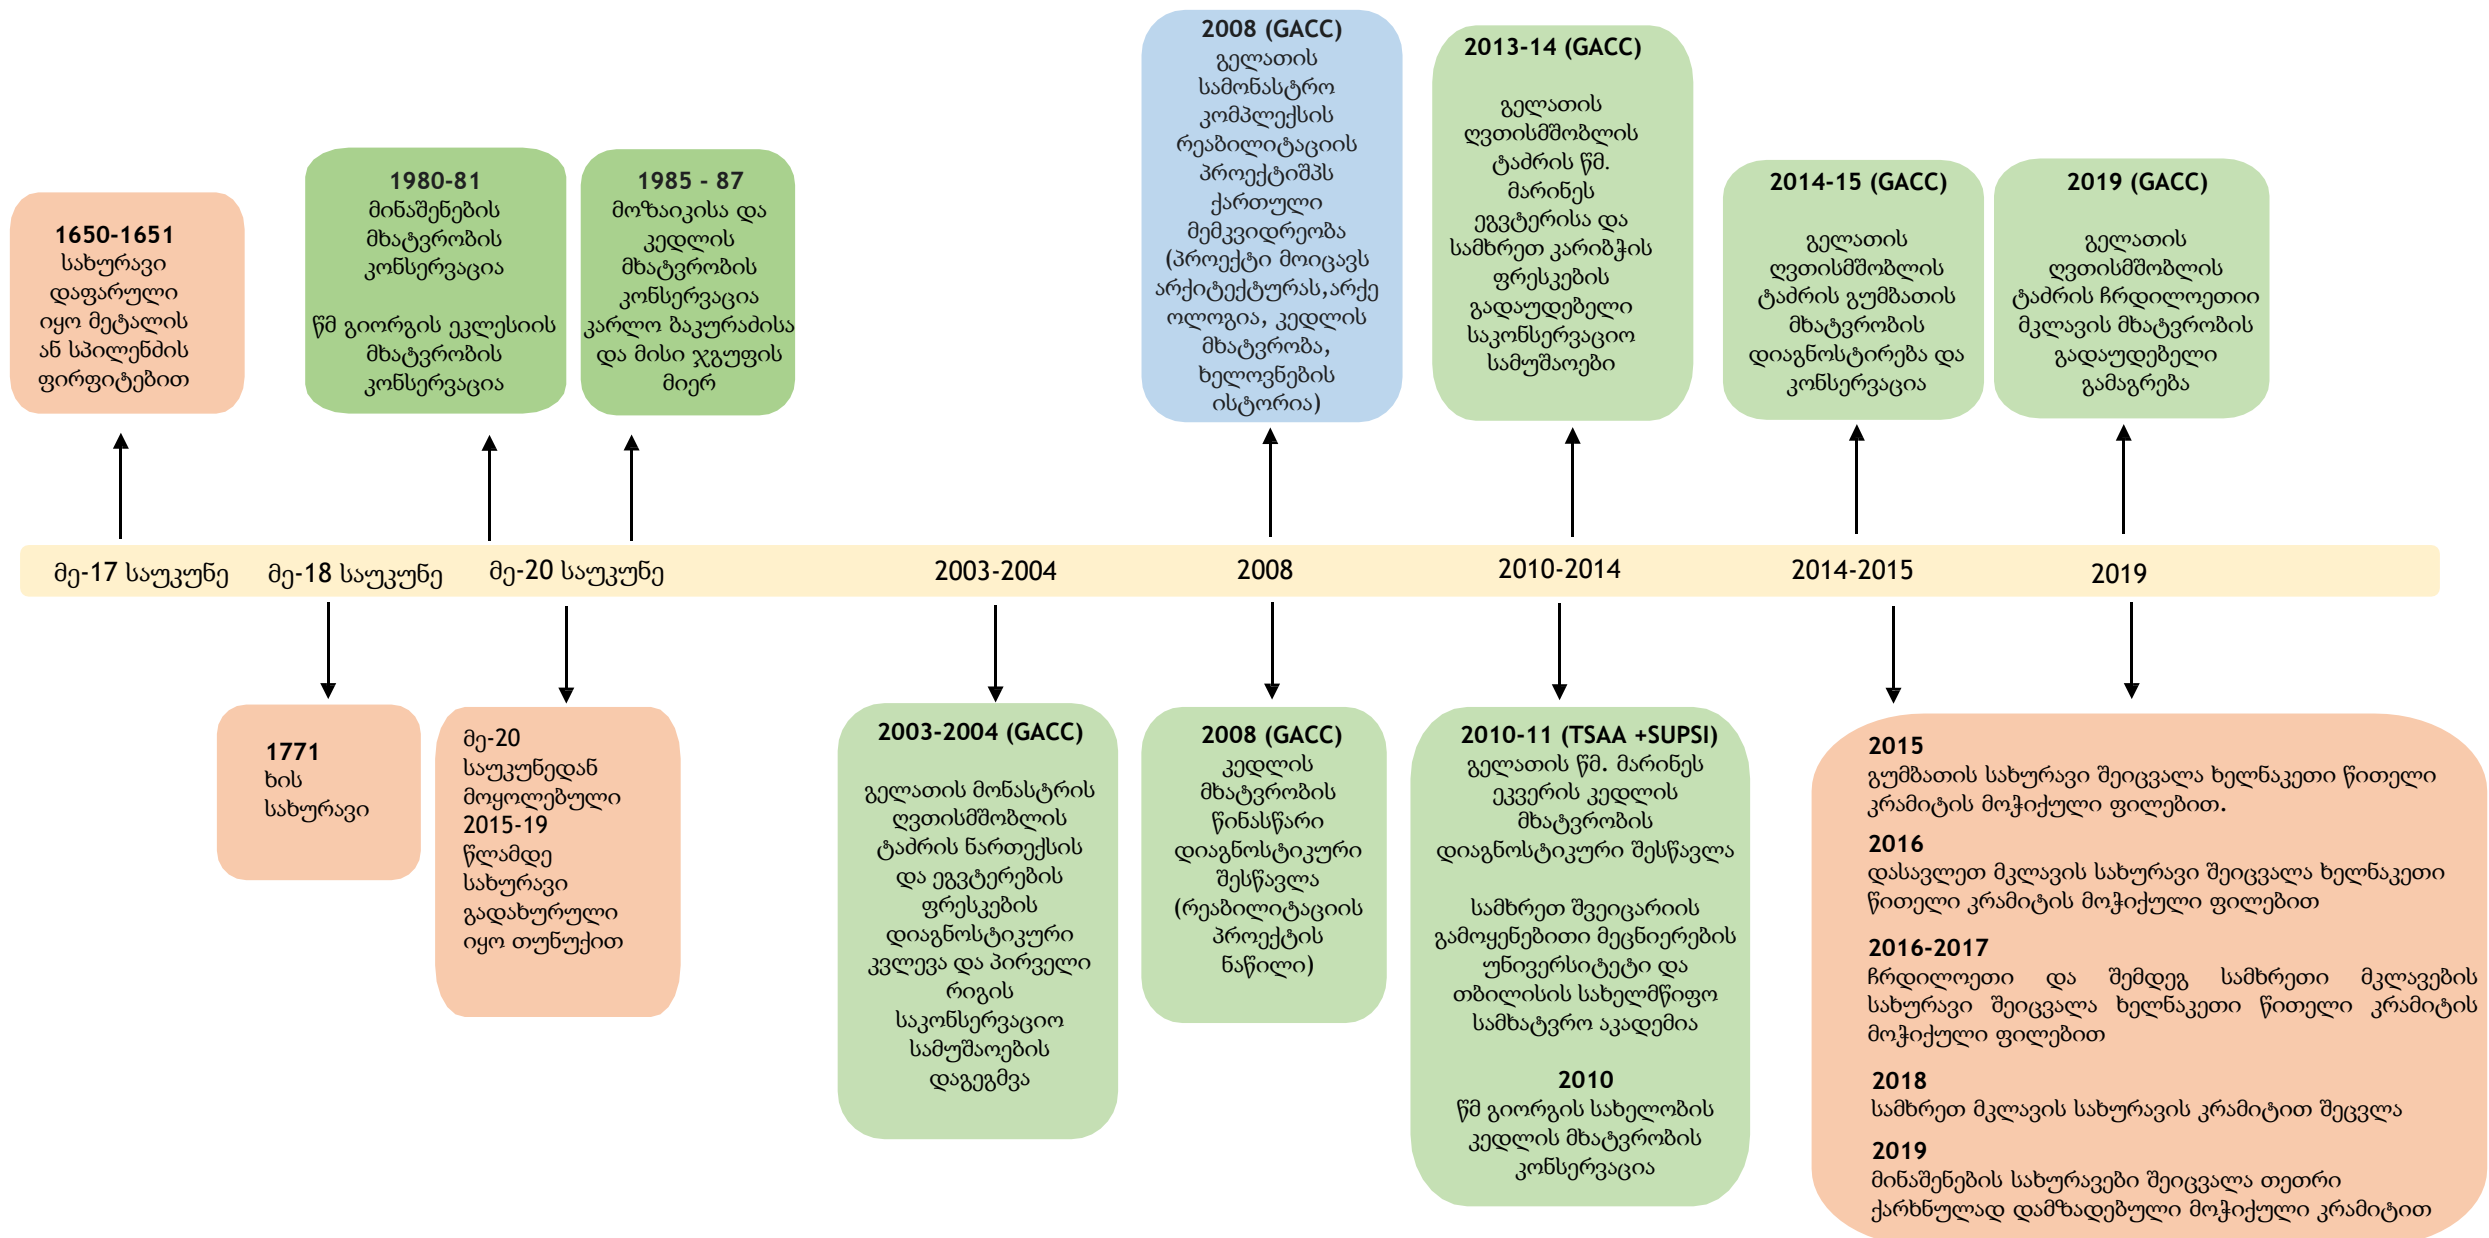 1650-1651
სახურავი
დაფარული
იყო მეტალის
ან სპილენძის
ფირფიტებით
1980-81
მინაშენების
მხატვრობის
კონსერვაცია
წმ გიორგის ეკლესიის
მხატვრობის
კონსერვაცია
1985 - 87
მოზაიკისა და
კედლის
მხატვრობის
კონსერვაცია
კარლო ბაკურაძისა
და მისი ჯგუფის
მიერ
2008 (GACC)
გელათის
სამონასტრო
კომპლექსის
რეაბილიტაციის
პროექტიშპს
ქართული
მემკვიდრეობა
(პროექტი მოიცავს
არქიტექტურას,არქე
ოლოგია, კედლის
მხატვრობა,
ხელოვნების
ისტორია)
2013-14 (GACC)
გელათის
ღვთისმშობლის
ტაძრის წმ.
მარინეს
ეგვტერისა და
სამხრეთ კარიბჭის
ფრესკების
გადაუდებელი
საკონსერვაციო
სამუშაოები
2014-15 (GACC)
გელათის
ღვთისმშობლის
ტაძრის გუმბათის
მხატვრობის
დიაგნოსტირება და
კონსერვაცია
2019 (GACC)
გელათის
ღვთისმშობლის
ტაძრის ჩრდილოეთიი
მკლავის მხატვრობის
გადაუდებელი
გამაგრება
მე-17 საუკუნე
მე-18 საუკუნე
მე-20 საუკუნე
2003-2004
2008
2010-2014
2014-2015
2019
1771
ხის
სახურავი
მე-20
საუკუნედან
მოყოლებული
2015-19
წლამდე
სახურავი
გადახურული
იყო თუნუქით
2003-2004 (GACC)
გელათის მონასტრის
ღვთისმშობლის
ტაძრის ნართექსის
და ეგვტერების
ფრესკების
დიაგნოსტიკური
კვლევა და პირველი
რიგის
საკონსერვაციო
სამუშაოების
დაგეგმვა
2008 (GACC)
კედლის
მხატვრობის
წინასწარი
დიაგნოსტიკური
შესწავლა
(რეაბილიტაციის
პროექტის
ნაწილი)
2010-11 (TSAA +SUPSI)
გელათის წმ. მარინეს
ეკვერის კედლის
მხატვრობის
დიაგნოსტიკური შესწავლა
სამხრეთ შვეიცარიის
გამოყენებითი მეცნიერების
უნივერსიტეტი და
თბილისის სახელმწიფო
სამხატვრო აკადემია
2010
წმ გიორგის სახელობის
კედლის მხატვრობის
კონსერვაცია
2015
გუმბათის სახურავი შეიცვალა ხელნაკეთი წითელი
კრამიტის მოჭიქული ფილებით.
2016
დასავლეთ მკლავის სახურავი შეიცვალა ხელნაკეთი
წითელი კრამიტის მოჭიქული ფილებით
2016-2017
ჩრდილოეთი და შემდეგ სამხრეთი მკლავების
სახურავი შეიცვალა ხელნაკეთი წითელი კრამიტის
მოჭიქული ფილებით
2018
სამხრეთ მკლავის სახურავის კრამიტით შეცვლა
2019
მინაშენების სახურავები შეიცვალა თეთრი
ქარხნულად დამზადებული მოჭიქული კრამიტით